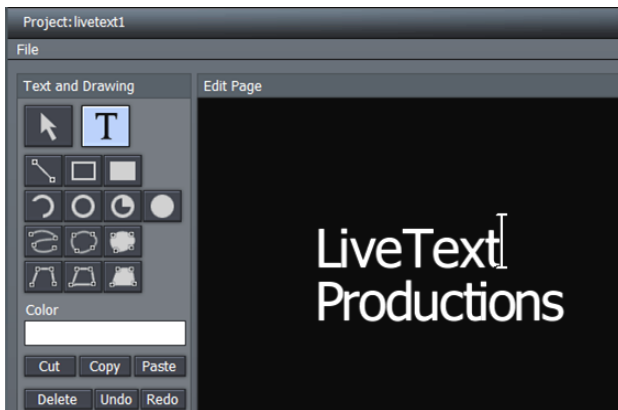 Project:livetext1
File
Text and Drawing
Edit Page
T
LiveText
Productions
Color
Cut Copy Paste
Delete Undo Redo